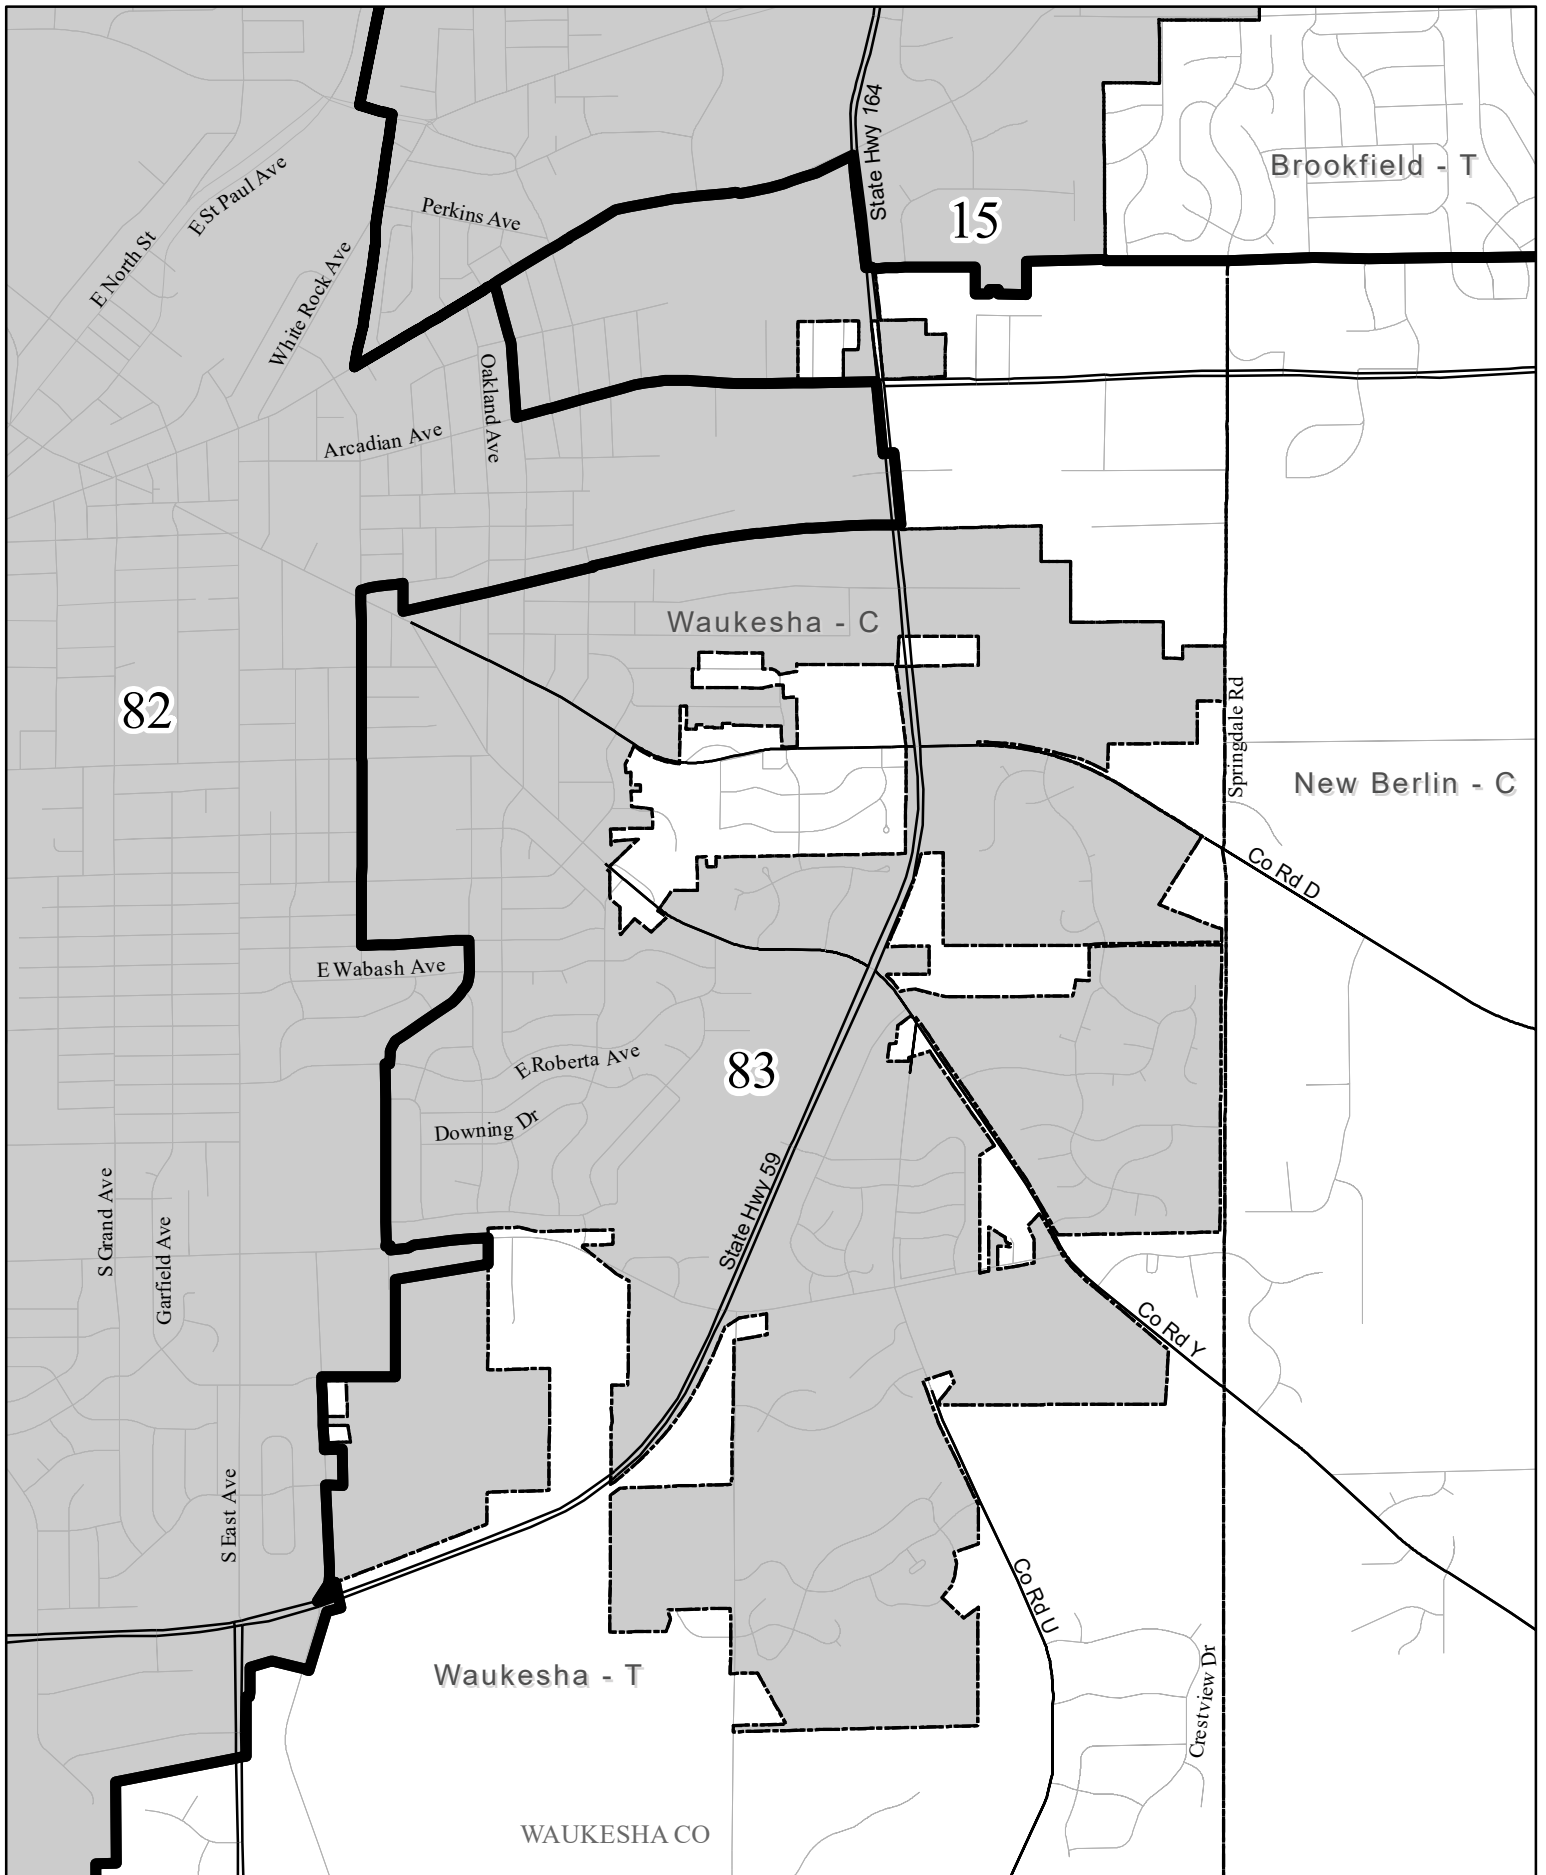 State Hwy 164
Brookfield - T
E St Paul Ave
Perkins Ave
15
E North St
White Rock Ave
Oakland Ave
Arcadian Ave
Waukesha - C
82
Springdale Rd
New Berlin - C
Co Rd D
E Wabash Ave
E Roberta Ave
83
Downing Dr
S Grand Ave
Garfield Ave
State Hwy 59
Co Rd Y
S East Ave
Co Rd U
Waukesha - T
Crestview Dr
WAUKESHA CO